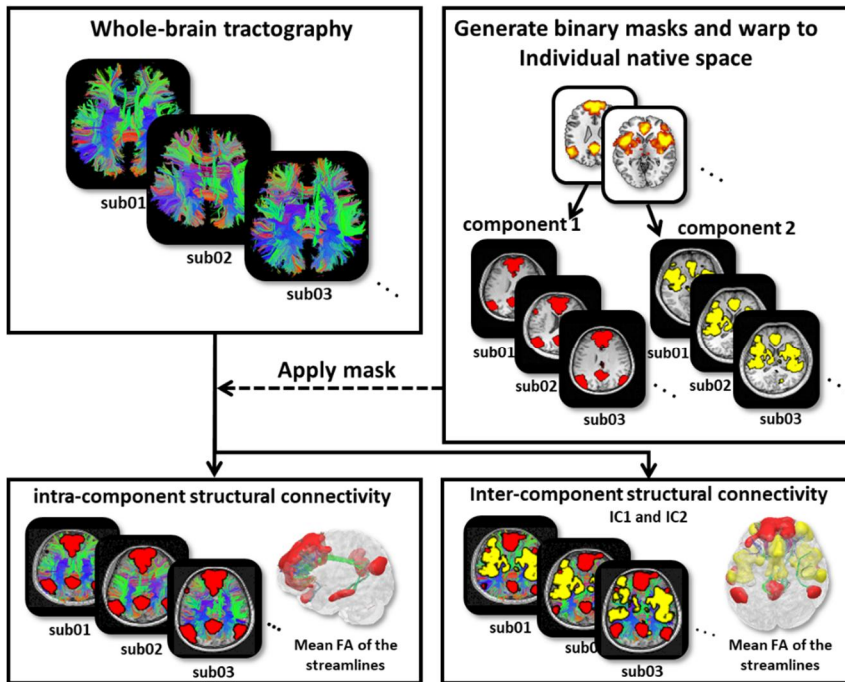 Whole-brain tractography
sub01
sub02
sub03
...
Generate binary masks and warp to
Individual native space
...
component 1
component 2
sub01
sub02
sub03
...
sub01
sub02
sub03
...
Apply mask
intra-component structural connectivity
sub01
sub02
sub03
...
Mean FA of the
streamlines
Inter-component structural connectivity
IC1 and IC2
sub01
sub03
...
Mean FA of the
streamlines